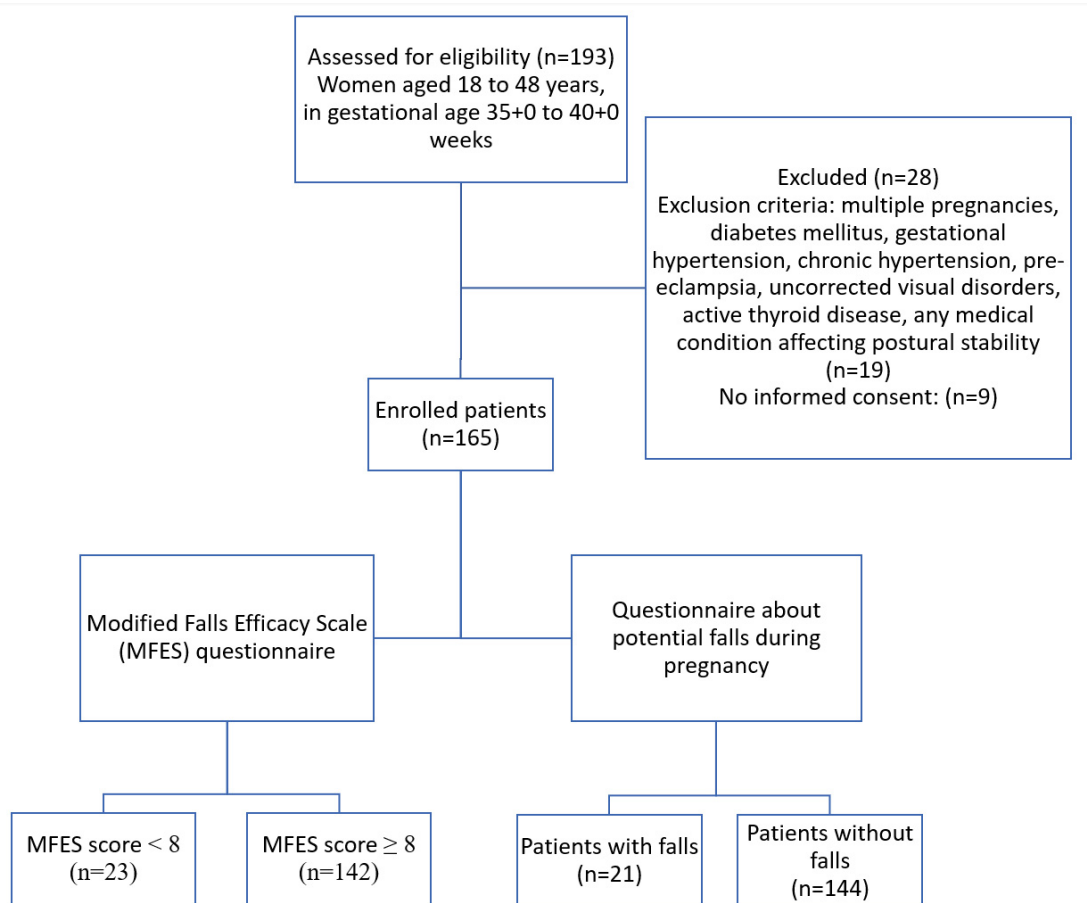 Assessed for eligibility (n=193)
Women aged 18 to 48 years,
in gestational age 35+0 to 40+0
weeks
Excluded (n=28)
Exclusion criteria: multiple pregnancies,
diabetes mellitus, gestational
hypertension, chronic hypertension, pre-
eclampsia, uncorrected visual disorders,
active thyroid disease, any medical
condition affecting postural stability
(n=19)
No informed consent: (n=9)
Enrolled patients
(n=165)
Modified Falls Efficacy Scale
(MFES) questionnaire
Questionnaire about
potential falls during
pregnancy
MFES score < 8
(n=23)
MFES score ≥ 8
(n=142)
Patients with falls
(n=21)
Patients without
falls
(n=144)